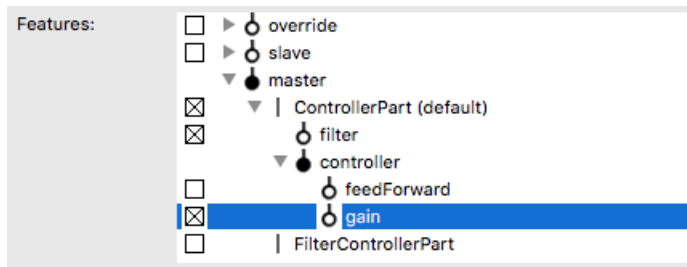 Features:
override
slave
master
ControllerPart (default)
filter
controller
feedForward
gain
FilterControllerPart